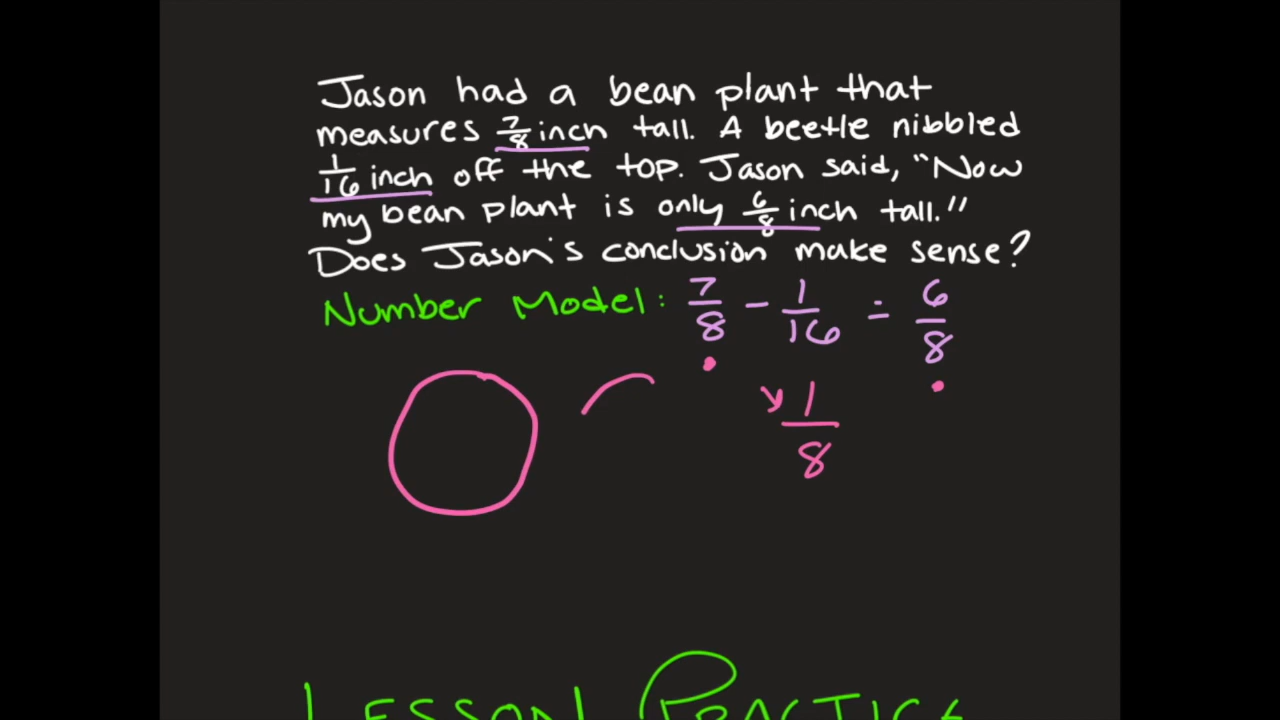 Jason had a bean plant that
measures 7/8 inch tall. A beetle nibbled
1/16 inch off the top. Jason said, "Now
my bean plant is only 6/8 inch tall."
Does Jason's conclusion make sense?
Number Model: 7/8 - 1/16 = 6/8
1/8
LESSON PRACTICE